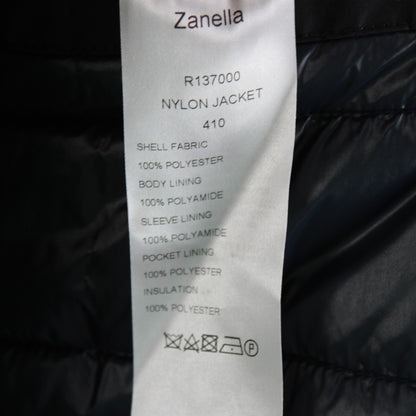 Zanella
R137000
NYLON JACKET
410
SHELL FABRIC
100% POLYESTER
BODY LINING
100% POLYAMIDE
SLEEVE LINING
100% POLYAMIDE
POCKET LINING
100% POLYESTER
INSULATION
100% POLYESTER
P